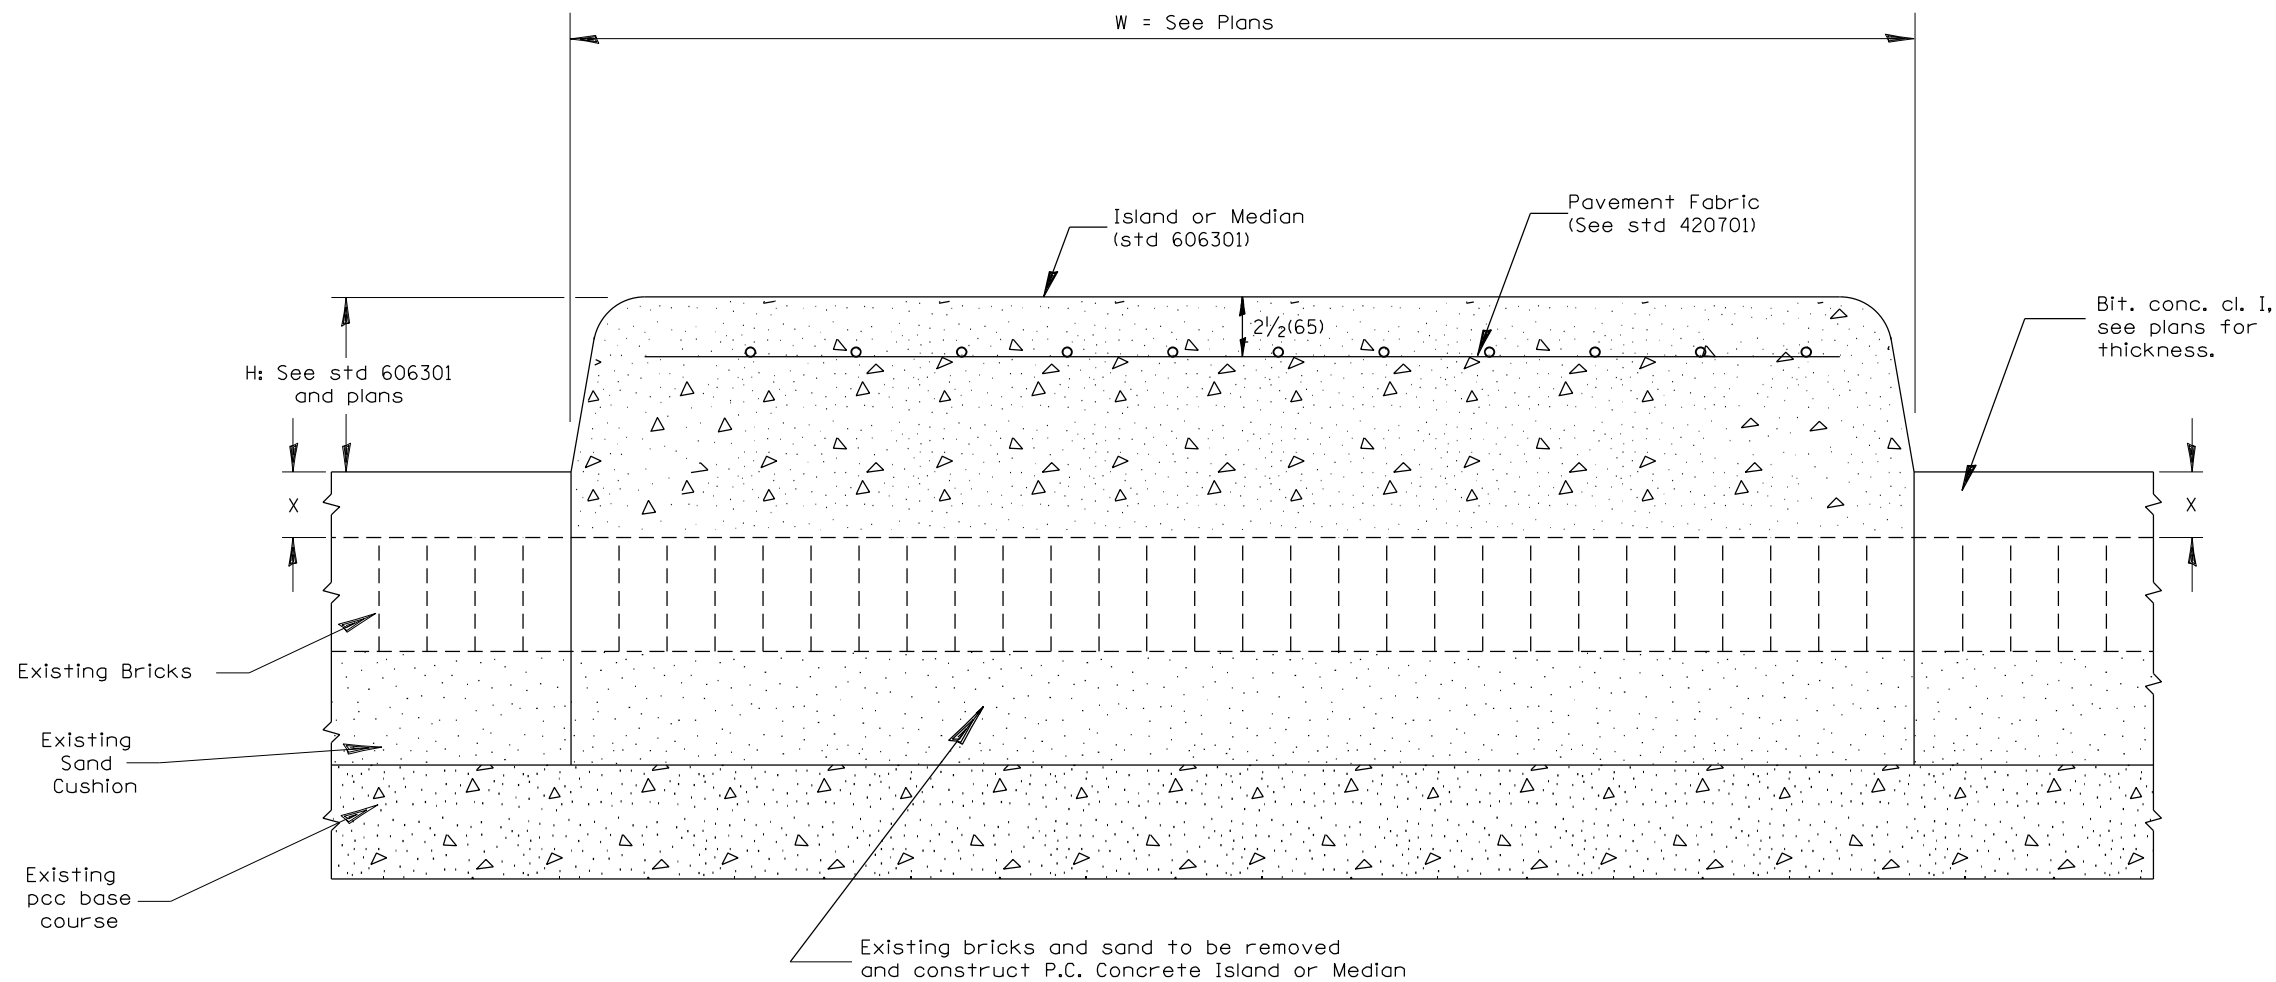 W = See Plans
Pavement Fabric
(See std 420701)
Island or Median
(std 606301)
Bit. conc. cl. I,
see plans for
thickness.
2½(65)
H: See std 606301
and plans
X
X
Existing Bricks
Existing
Sand
Cushion
Existing
pcc base
course
Existing bricks and sand to be removed
and construct P.C. Concrete Island or Median